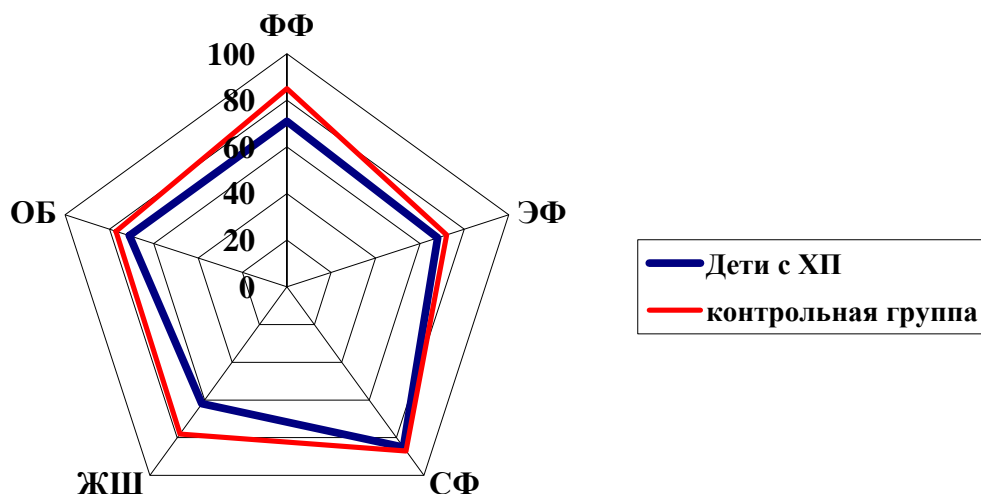 ФФ
100
80
60
40
20
0
ОБ
ЭФ
ЖШ
СФ
Дети с ХП
контрольная группа